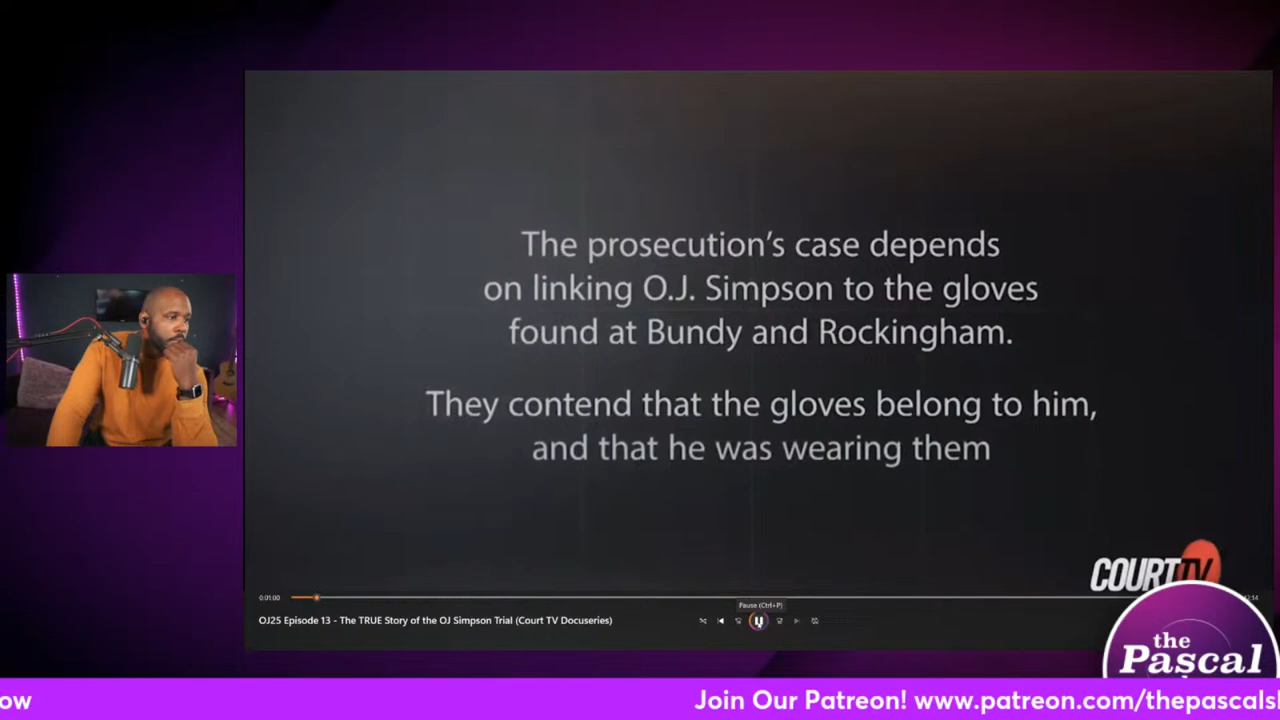 The prosecution's case depends
on linking O.J. Simpson to the gloves
found at Bundy and Rockingham.
They contend that the gloves belong to him,
and that he was wearing them
COURT TV
0:01:00
Pause (Ctrl+P)
OJ25 Episode 13 - The TRUE Story of the OJ Simpson Trial (Court TV Docuseries)
the
Pascal
ow
Join Our Patreon! www.patreon.com/thepascals